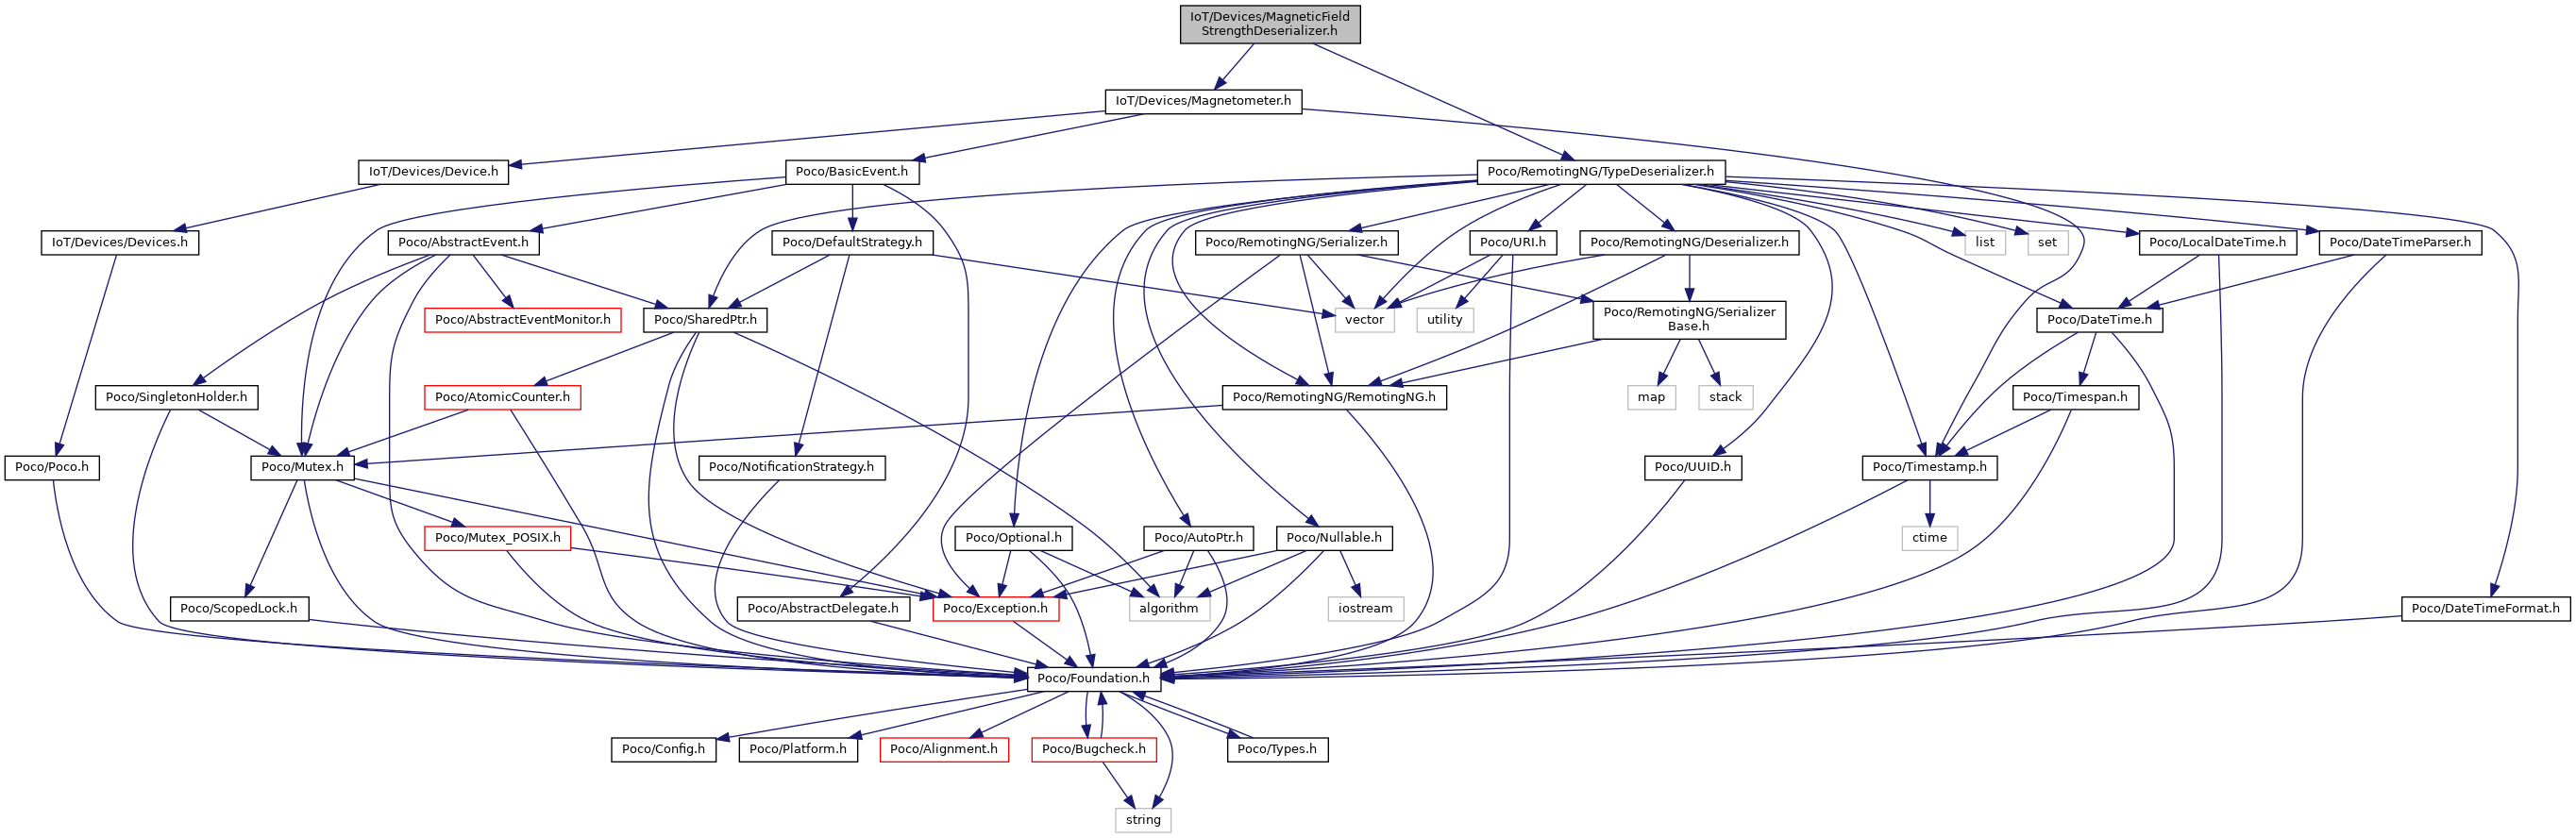 IoT/Devices/MagneticField
StrengthDeserializer.h
IoT/Devices/Magnetometer.h
IoT/Devices/Device.h
Poco/BasicEvent.h
Poco/RemotingNG/TypeDeserializer.h
IoT/Devices/Devices.h
Poco/AbstractEvent.h
Poco/DefaultStrategy.h
Poco/RemotingNG/Serializer.h
Poco/URI.h
Poco/RemotingNG/Deserializer.h
list
set
Poco/LocalDateTime.h
Poco/DateTimeParser.h
Poco/AbstractEventMonitor.h
Poco/SharedPtr.h
vector
utility
Poco/RemotingNG/Serializer
Base.h
Poco/DateTime.h
Poco/SingletonHolder.h
Poco/AtomicCounter.h
Poco/RemotingNG/RemotingNG.h
map
stack
Poco/Timespan.h
Poco/Poco.h
Poco/Mutex.h
Poco/NotificationStrategy.h
Poco/UUID.h
Poco/Timestamp.h
Poco/Mutex_POSIX.h
Poco/Optional.h
Poco/AutoPtr.h
Poco/Nullable.h
ctime
Poco/ScopedLock.h
Poco/AbstractDelegate.h
Poco/Exception.h
algorithm
iostream
Poco/DateTimeFormat.h
Poco/Foundation.h
Poco/Config.h
Poco/Platform.h
Poco/Alignment.h
Poco/Bugcheck.h
Poco/Types.h
string